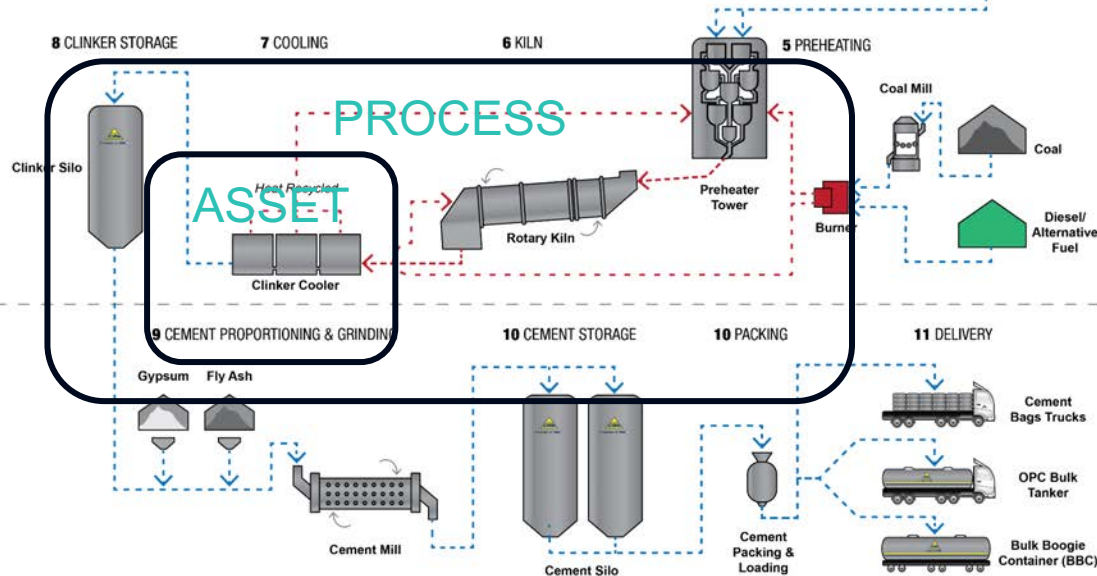 8 CLINKER STORAGE
7 COOLING
6 KILN
5 PREHEATING
Coal Mill
PROCESS
Coal
Clinker Silo
Heat Recycled
ASSET
Preheater
Tower
Burner
Diesel/
Alternative
Fuel
Rotary Kiln
Clinker Cooler
9 CEMENT PROPORTIONING & GRINDING
10 CEMENT STORAGE
10 PACKING
11 DELIVERY
Gypsum
Fly Ash
Cement
Bags Trucks
OPC Bulk
Tanker
Cement Mill
Cement Silo
Cement
Packing &
Loading
Bulk Boogie
Container (BBC)